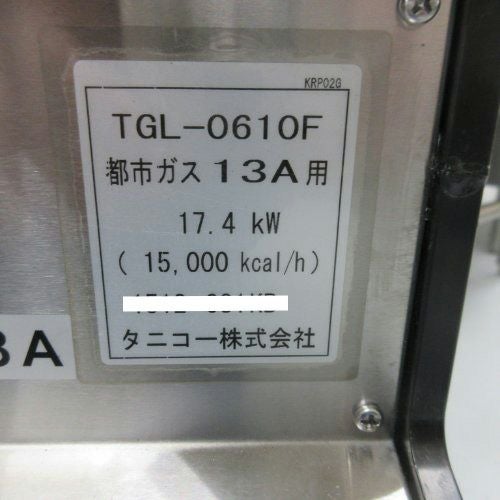 KRP02G
TGL-0610F
都市ガス 13A用
17.4 kW
( 15,000 kcal/h)
タニコー株式会社
3A